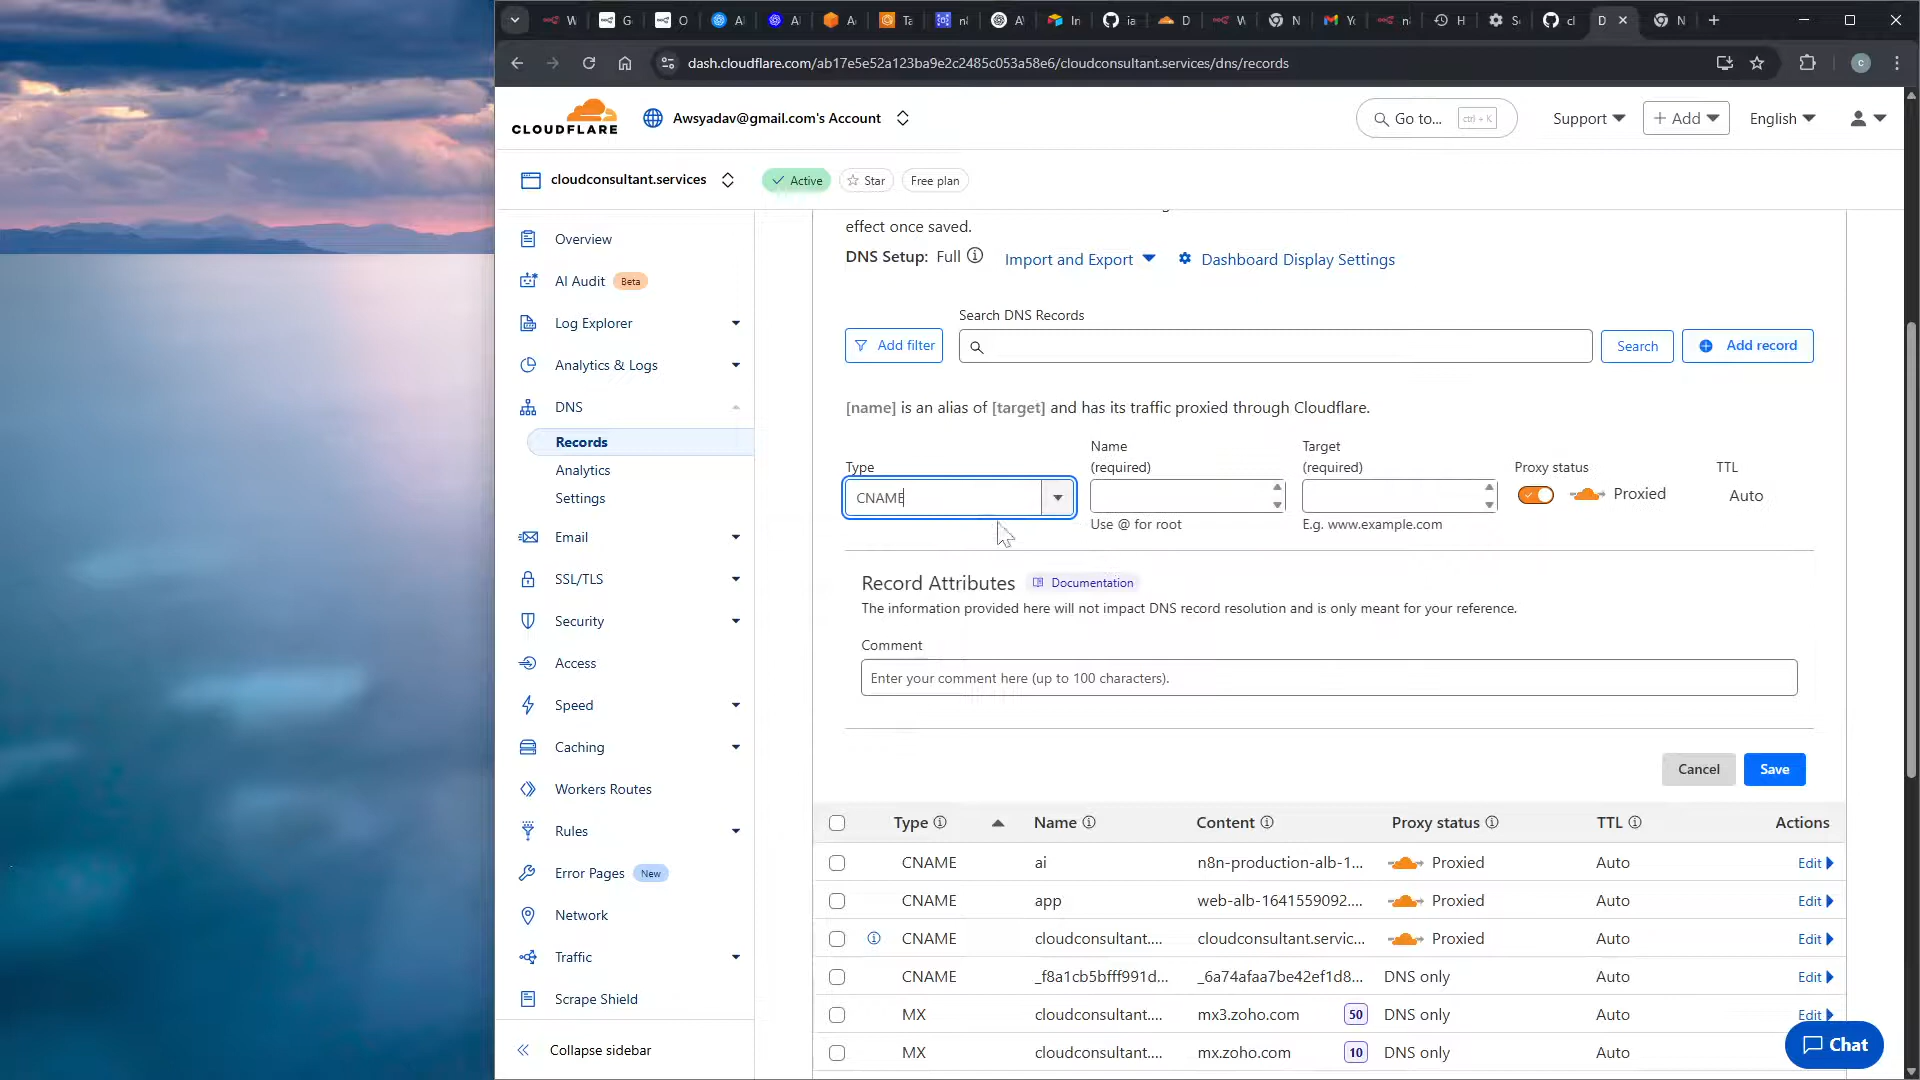 W
G
O
A
A
A
Ta
n8
A
In
ia
D
W
N
Yo
n
H
S
cl
D
N
dash.cloudflare.com/ab17e5e52a123ba9e2c2485c053a58e6/cloudconsultant.services/dns/records
C
CLOUDFLARE
Awsyadav@gmail.com's Account
Go to...
ctrl + K
Support
Add
English
cloudconsultant.services
Active
Star
Free plan
Overview
AI Audit Beta
Log Explorer
Analytics & Logs
DNS
Records
Analytics
Settings
Email
SSL/TLS
Security
Access
Speed
Caching
Workers Routes
Rules
Error Pages New
Network
Traffic
Scrape Shield
Collapse sidebar
effect once saved.
DNS Setup: Full
Import and Export
Dashboard Display Settings
Search DNS Records
Add filter
Search
Add record
[name] is an alias of [target] and has its traffic proxied through Cloudflare.
Type
Name
(required)
Target
(required)
Proxy status
TTL
CNAME
Proxied
Auto
Use @ for root
E.g. www.example.com
Record Attributes
Documentation
The information provided here will not impact DNS record resolution and is only meant for your reference.
Comment
Enter your comment here (up to 100 characters).
Cancel
Save
Type Name Content Proxy status TTL Actions
CNAME ai n8n-production-alb-1... Proxied Auto Edit
CNAME app web-alb-1641559092.... Proxied Auto Edit
CNAME cloudconsultant.... cloudconsultant.servic... Proxied Auto Edit
CNAME _f8a1cb5bfff991d... _6a74afaa7be42ef1d8... DNS only Auto Edit
MX cloudconsultant.... mx3.zoho.com 50 DNS only Auto Edit
MX cloudconsultant.... mx.zoho.com 10 DNS only Auto
Chat